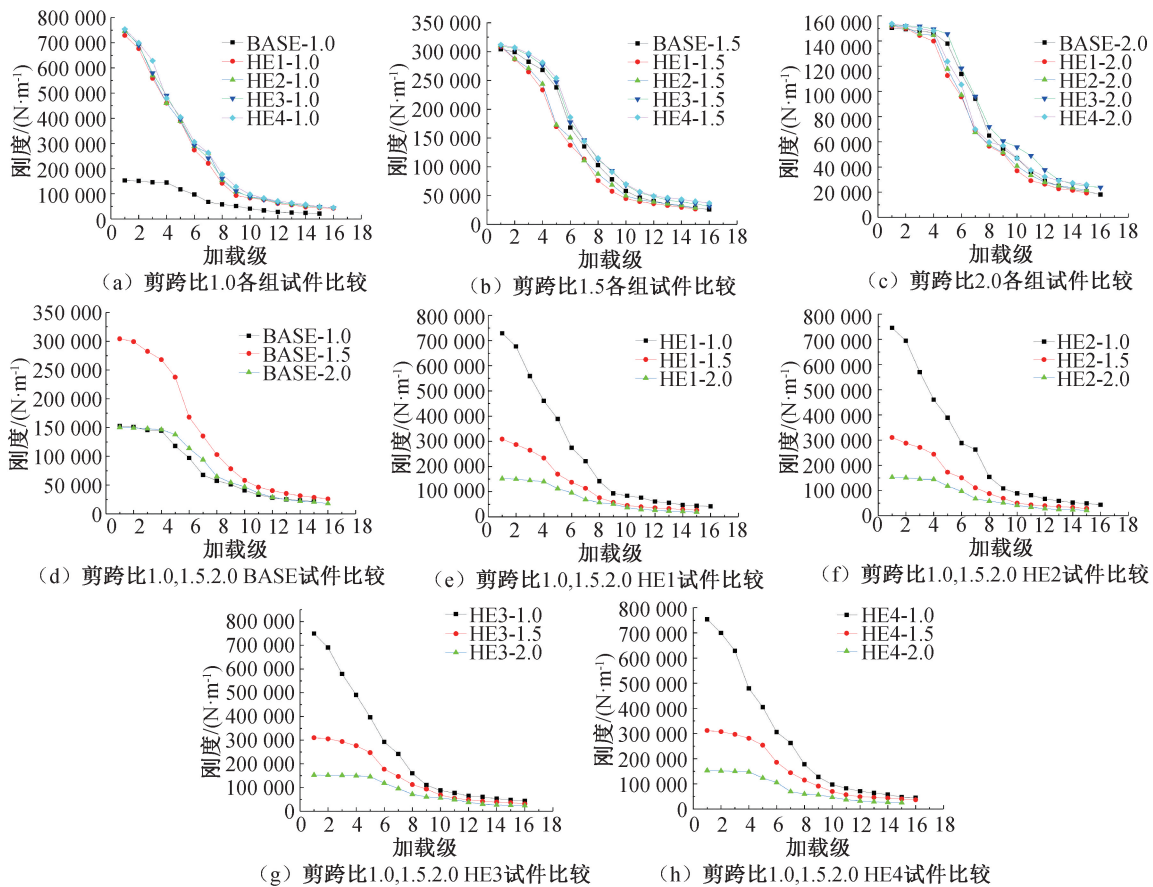 800 000
700 000
600 000
500 000
400 000
300 000
200 000
100 000
0
刚度/(N·m⁻¹)
BASE-1.0
HE1-1.0
HE2-1.0
HE3-1.0
HE4-1.0
0 2 4 6 8 10 12 14 16 18
加载级
(a) 剪跨比1.0各组试件比较
350 000
300 000
250 000
200 000
150 000
100 000
50 000
0
刚度/(N·m⁻¹)
BASE-1.5
HE1-1.5
HE2-1.5
HE3-1.5
HE4-1.5
0 2 4 6 8 10 12 14 16 18
加载级
(b) 剪跨比1.5各组试件比较
160 000
140 000
120 000
100 000
80 000
60 000
40 000
20 000
0
刚度/(N·m⁻¹)
BASE-2.0
HE1-2.0
HE2-2.0
HE3-2.0
HE4-2.0
0 2 4 6 8 10 12 14 16 18
加载级
(c) 剪跨比2.0各组试件比较
350 000
300 000
250 000
200 000
150 000
100 000
50 000
0
刚度/(N·m⁻¹)
BASE-1.0
BASE-1.5
BASE-2.0
0 2 4 6 8 10 12 14 16 18
加载级
(d) 剪跨比1.0,1.5.2.0 BASE试件比较
800 000
700 000
600 000
500 000
400 000
300 000
200 000
100 000
0
刚度/(N·m⁻¹)
HE1-1.0
HE1-1.5
HE1-2.0
0 2 4 6 8 10 12 14 16 18
加载级
(e) 剪跨比1.0,1.5.2.0 HE1试件比较
800 000
700 000
600 000
500 000
400 000
300 000
200 000
100 000
0
刚度/(N·m⁻¹)
HE2-1.0
HE2-1.5
HE2-2.0
0 2 4 6 8 10 12 14 16 18
加载级
(f) 剪跨比1.0,1.5.2.0 HE2试件比较
800 000
700 000
600 000
500 000
400 000
300 000
200 000
100 000
0
刚度/(N·m⁻¹)
HE3-1.0
HE3-1.5
HE3-2.0
0 2 4 6 8 10 12 14 16 18
加载级
(g) 剪跨比1.0,1.5.2.0 HE3试件比较
800 000
700 000
600 000
500 000
400 000
300 000
200 000
100 000
0
刚度/(N·m⁻¹)
HE4-1.0
HE4-1.5
HE4-2.0
0 2 4 6 8 10 12 14 16 18
加载级
(h) 剪跨比1.0,1.5.2.0 HE4试件比较